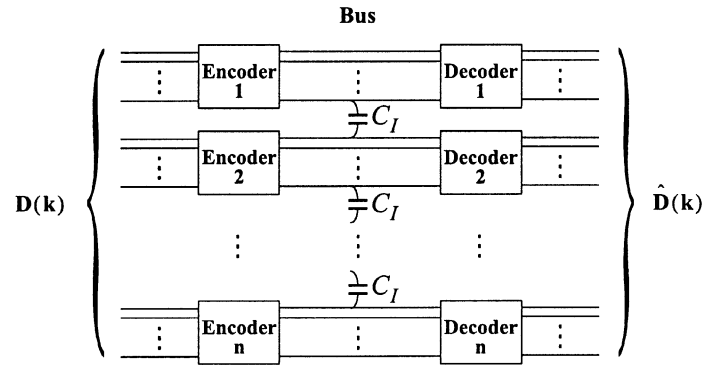 Bus
Encoder
1
Decoder
1
C_I
Encoder
2
Decoder
2
D(k)
C_I
D̂(k)
C_I
Encoder
n
Decoder
n